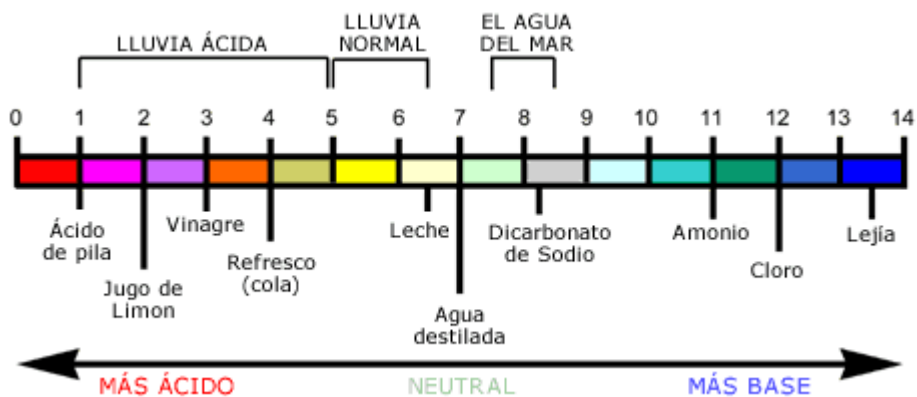 LLUVIA ÁCIDA
LLUVIA
NORMAL
EL AGUA
DEL MAR
0 1 2 3 4 5 6 7 8 9 10 11 12 13 14
Ácido
de pila
Jugo de
Limon
Vinagre
Refresco
(cola)
Leche
Agua
destilada
Dicarbonato
de Sodio
Amonio
Cloro
Lejía
MÁS ÁCIDO NEUTRAL MÁS BASE